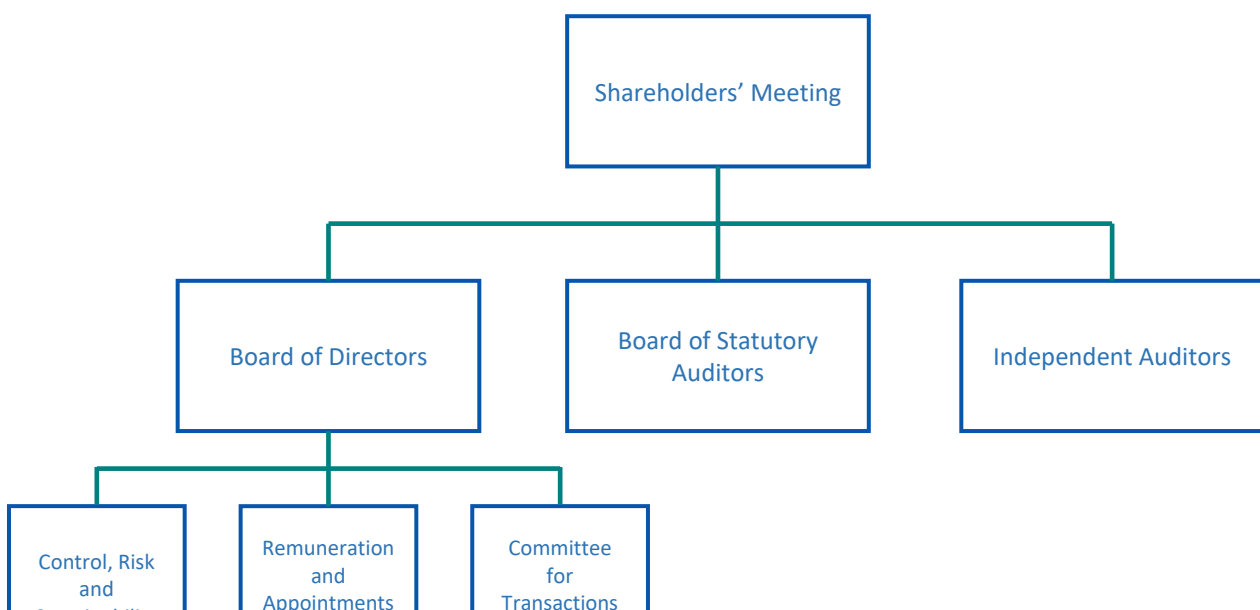 Shareholders’ Meeting
Board of Directors
Board of Statutory
Auditors
Independent Auditors
Control, Risk
and
Remuneration
and
Appointments
Committee
for
Transactions